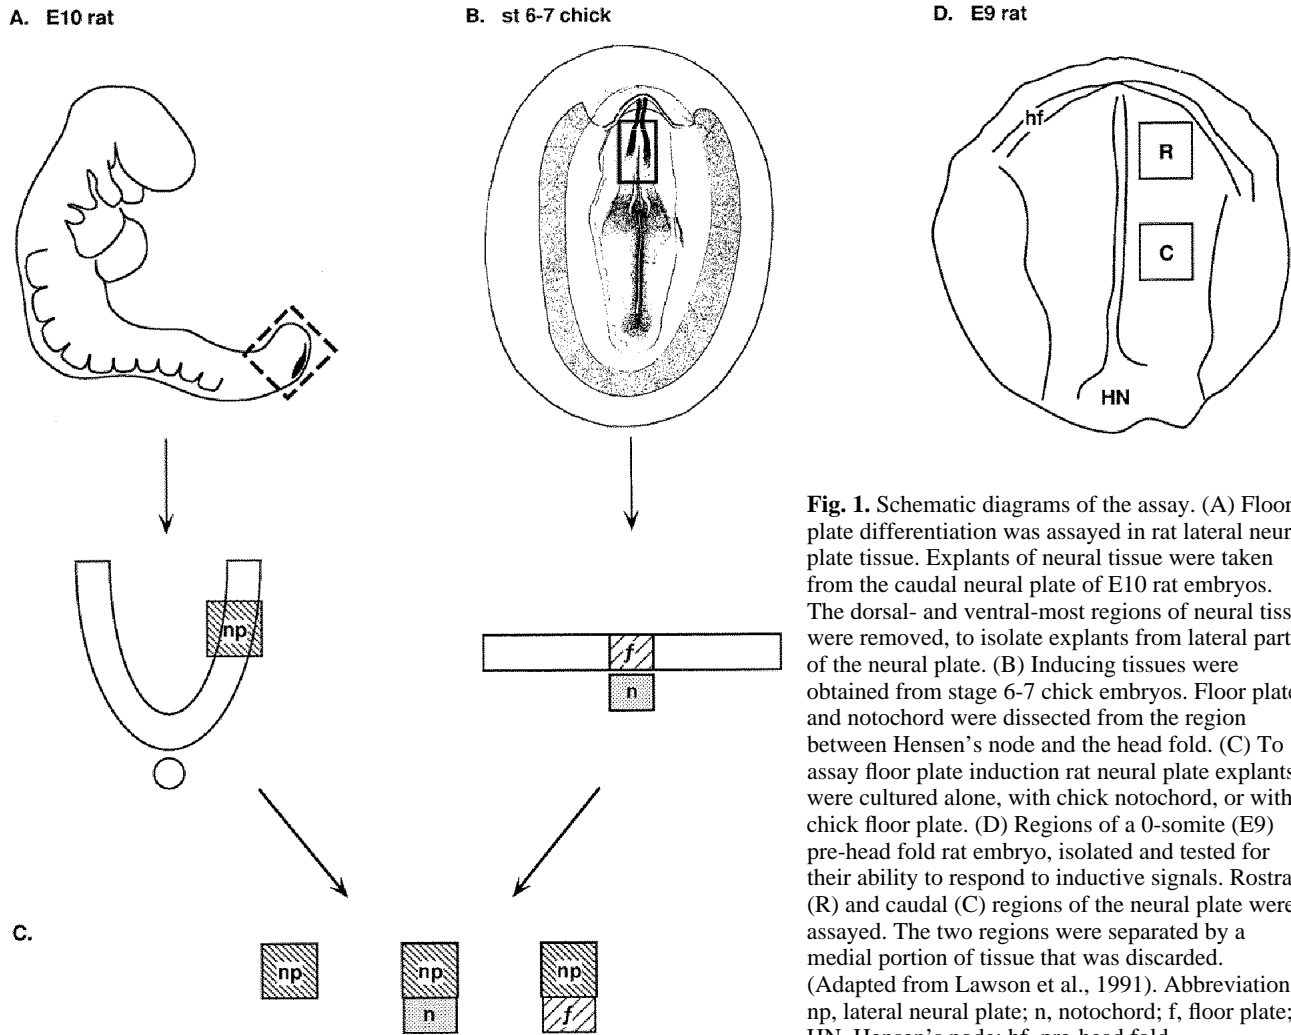 A. E10 rat
B. st 6-7 chick
D. E9 rat
hf
R
C
HN
np
f
n
C.
np
np
n
np
f
Fig. 1. Schematic diagrams of the assay. (A) Floor
plate differentiation was assayed in rat lateral neur
plate tissue. Explants of neural tissue were taken
from the caudal neural plate of E10 rat embryos.
The dorsal- and ventral-most regions of neural tiss
were removed, to isolate explants from lateral part
of the neural plate. (B) Inducing tissues were
obtained from stage 6-7 chick embryos. Floor plate
and notochord were dissected from the region
between Hensen's node and the head fold. (C) To
assay floor plate induction rat neural plate explants
were cultured alone, with chick notochord, or with
chick floor plate. (D) Regions of a 0-somite (E9)
pre-head fold rat embryo, isolated and tested for
their ability to respond to inductive signals. Rostra
(R) and caudal (C) regions of the neural plate were
assayed. The two regions were separated by a
medial portion of tissue that was discarded.
(Adapted from Lawson et al., 1991). Abbreviation
np, lateral neural plate; n, notochord; f, floor plate;
HN, Hensen's node; hf, pre-head fold